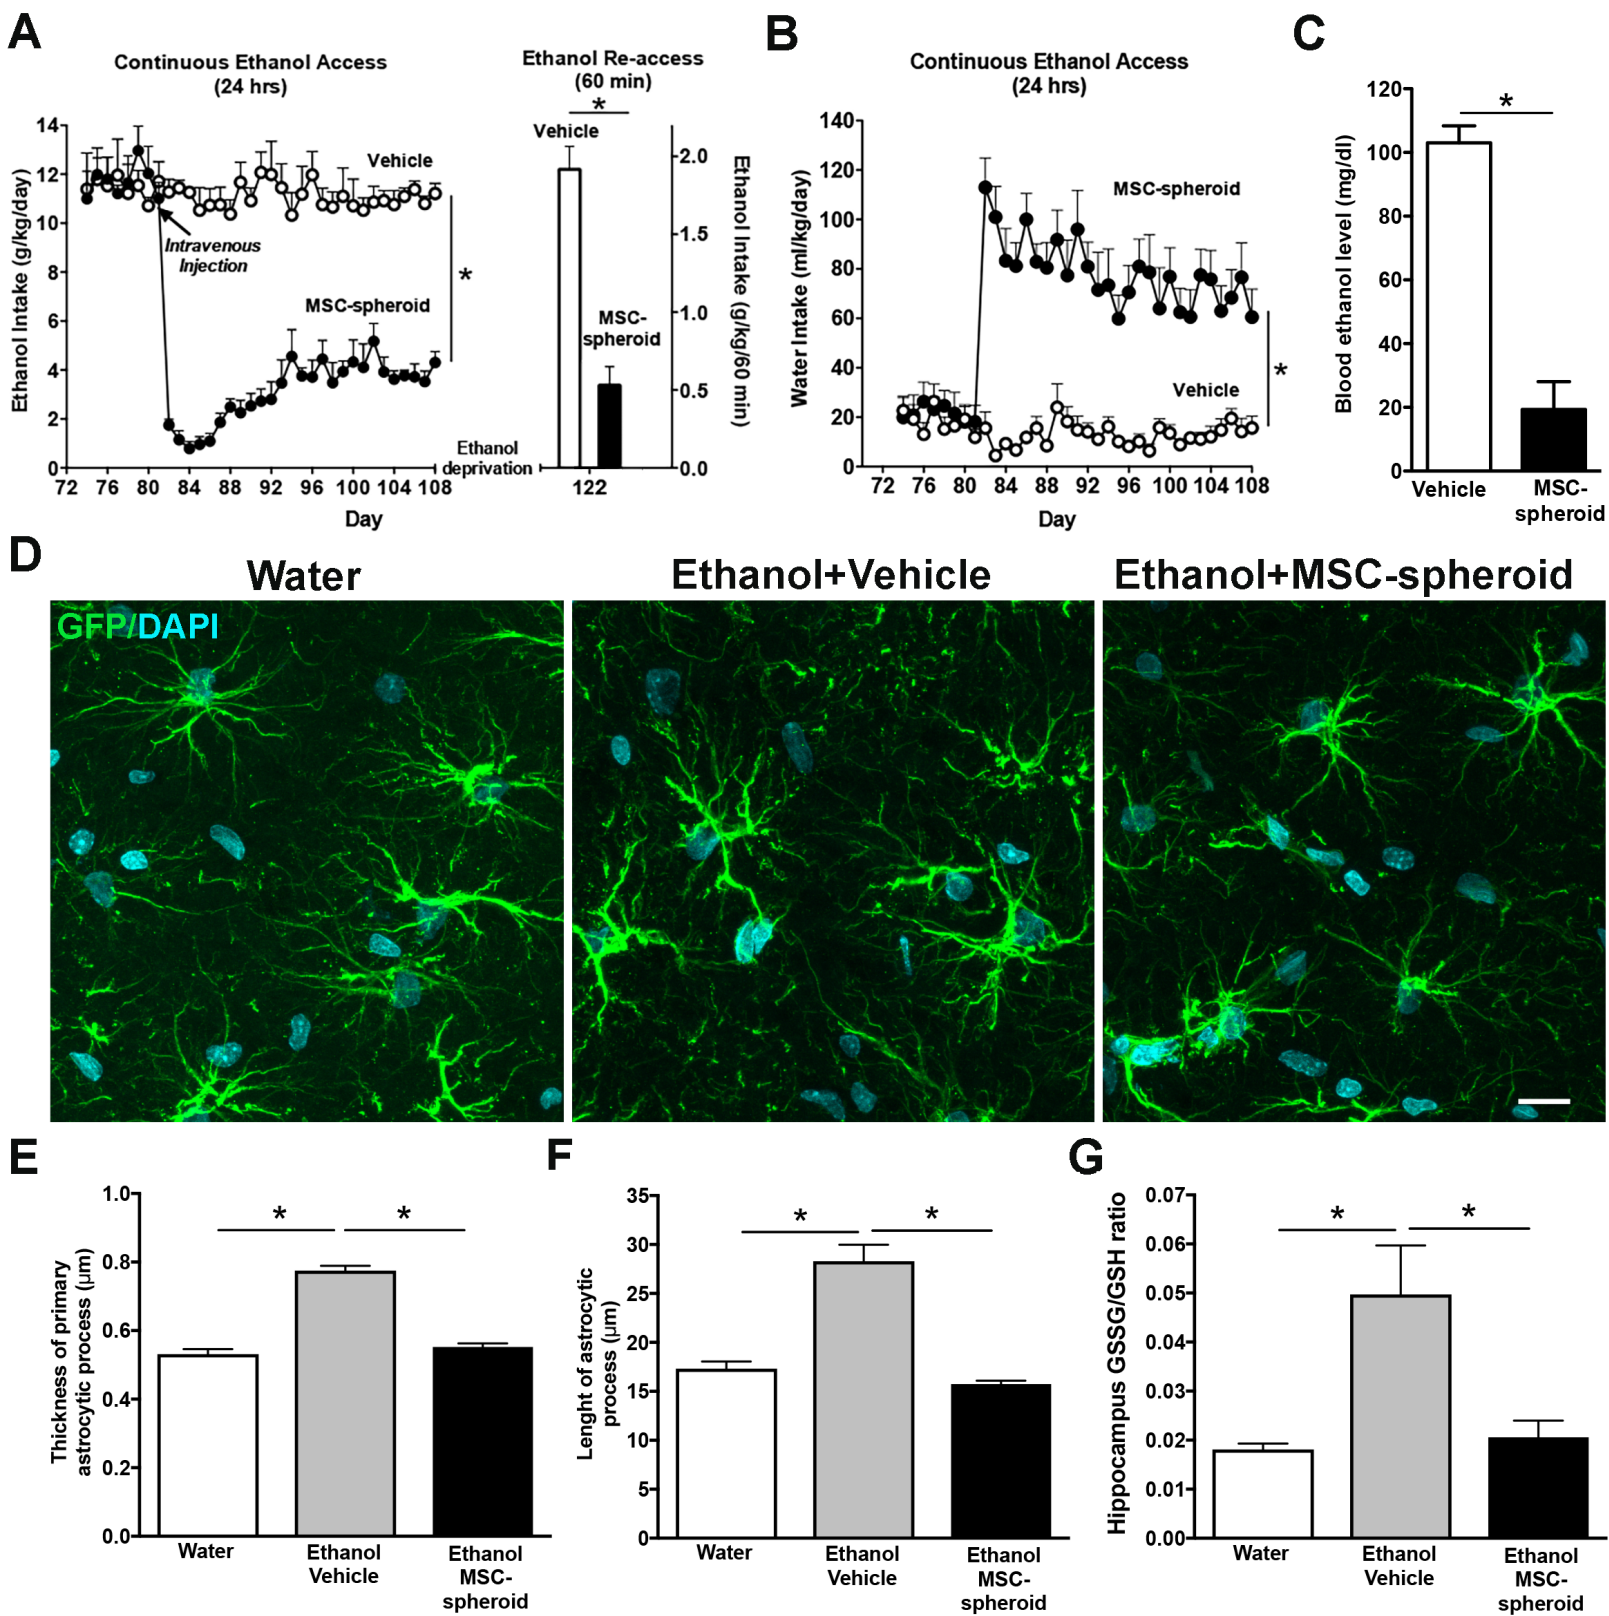 A
Continuous Ethanol Access
(24 hrs)
Ethanol Re-access
(60 min)
*
Vehicle
Vehicle
Intravenous
Injection
MSC-spheroid
*
MSC-
spheroid
Ethanol Intake (g/kg/day)
14
12
10
8
6
4
2
0
72 76 80 84 88 92 96 100 104 108
Day
Ethanol
deprivation
122
2.0
1.5
1.0
0.5
0.0
Ethanol Intake (g/kg/60 min)
B
Continuous Ethanol Access
(24 hrs)
Water Intake (ml/kg/day)
140
120
100
80
60
40
20
0
MSC-spheroid
Vehicle
*
72 76 80 84 88 92 96 100 104 108
Day
C
Blood ethanol level (mg/dl)
120
100
80
60
40
20
0
*
Vehicle
MSC-
spheroid
D
Water
Ethanol+Vehicle
Ethanol+MSC-spheroid
GFP/DAPI
E
Thickness of primary
astrocytic process (µm)
1.0
0.8
0.6
0.4
0.2
0.0
* *
Water
Ethanol
Vehicle
Ethanol
MSC-
spheroid
F
Lenght of astrocytic
process (µm)
35
30
25
20
15
10
5
0
* *
Water
Ethanol
Vehicle
Ethanol
MSC-
spheroid
G
Hippocampus GSSG/GSH ratio
0.07
0.06
0.05
0.04
0.03
0.02
0.01
0.00
* *
Water
Ethanol
Vehicle
Ethanol
MSC-
spheroid